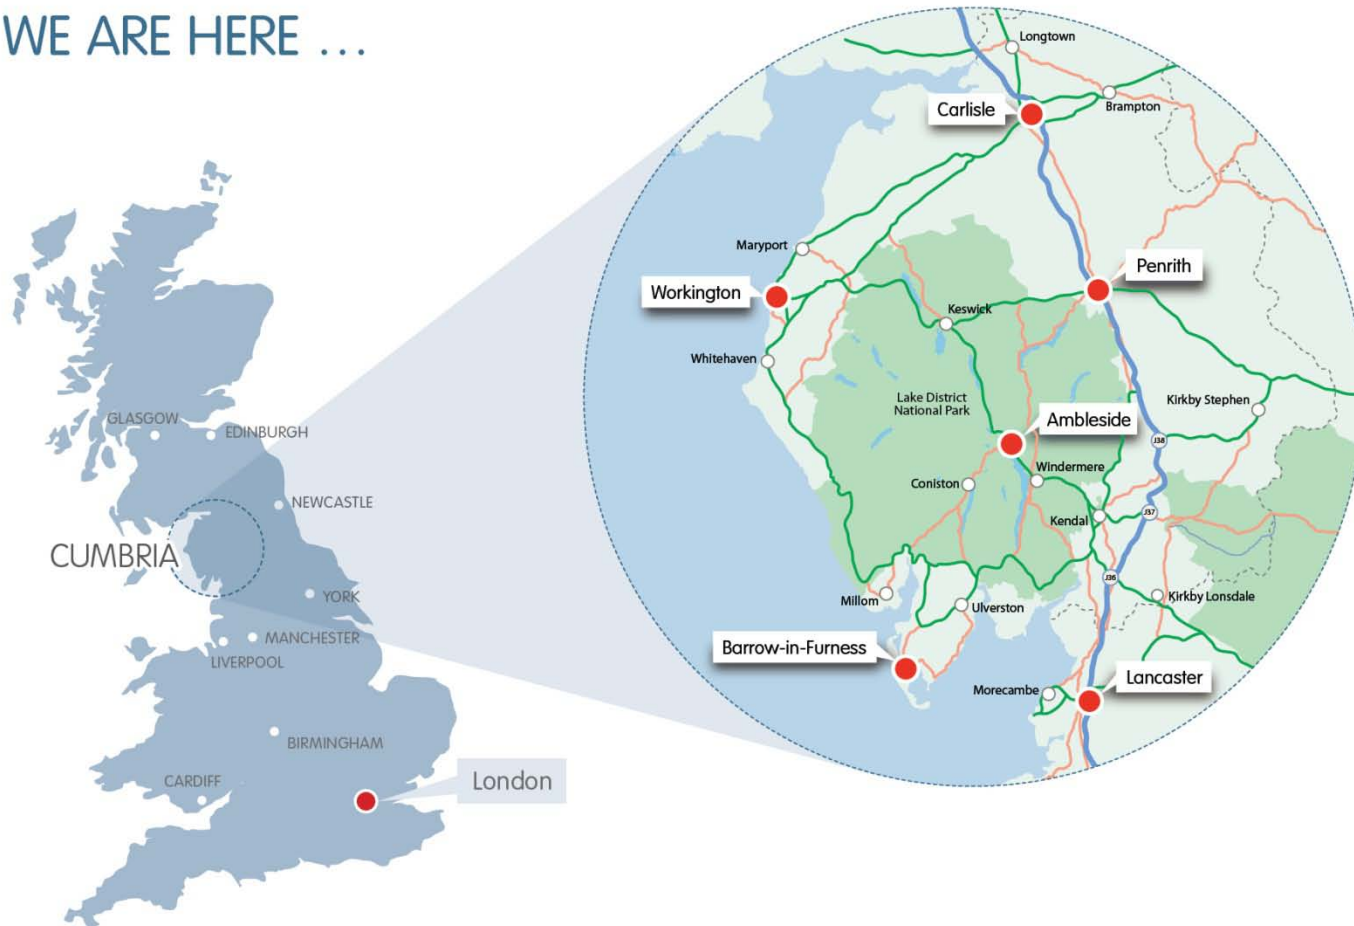 WE ARE HERE ...
GLASGOW
EDINBURGH
NEWCASTLE
CUMBRIA
YORK
MANCHESTER
LIVERPOOL
BIRMINGHAM
CARDIFF
London
Longtown
Carlisle
Brampton
Maryport
Penrith
Workington
Keswick
Whitehaven
Lake District
National Park
Kirkby Stephen
Ambleside
J38
Windermere
Coniston
Kendal
J37
J36
Millom
Ulverston
Kirkby Lonsdale
Barrow-in-Furness
Morecambe
Lancaster